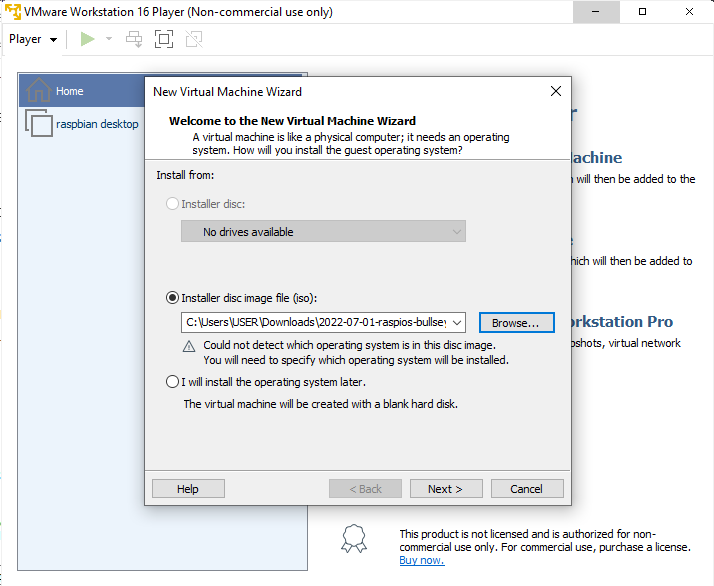 VMware Workstation 16 Player (Non-commercial use only)
Player
Home
raspbian desktop
New Virtual Machine Wizard
Welcome to the New Virtual Machine Wizard
A virtual machine is like a physical computer; it needs an operating
system. How will you install the guest operating system?
Install from:
Installer disc:
No drives available
Installer disc image file (iso):
C:\Users\USER\Downloads\2022-07-01-raspios-bullsey
Browse...
Could not detect which operating system is in this disc image.
You will need to specify which operating system will be installed.
I will install the operating system later.
The virtual machine will be created with a blank hard disk.
Help
< Back
Next >
Cancel
r
achine
will then be added to the
e
hich will then be added to
orkstation Pro
pshots, virtual network
This product is not licensed and is authorized for non-
commercial use only. For commercial use, purchase a license.
Buy now.